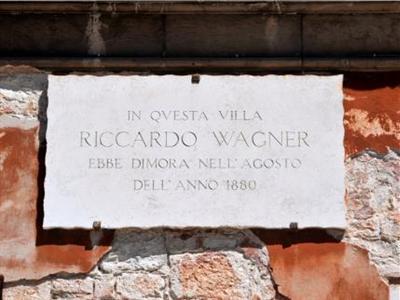 IN QVESTA VILLA
RICCARDO WAGNER
EBBE DIMORA NELL'AGOSTO
DELL'ANNO 1880